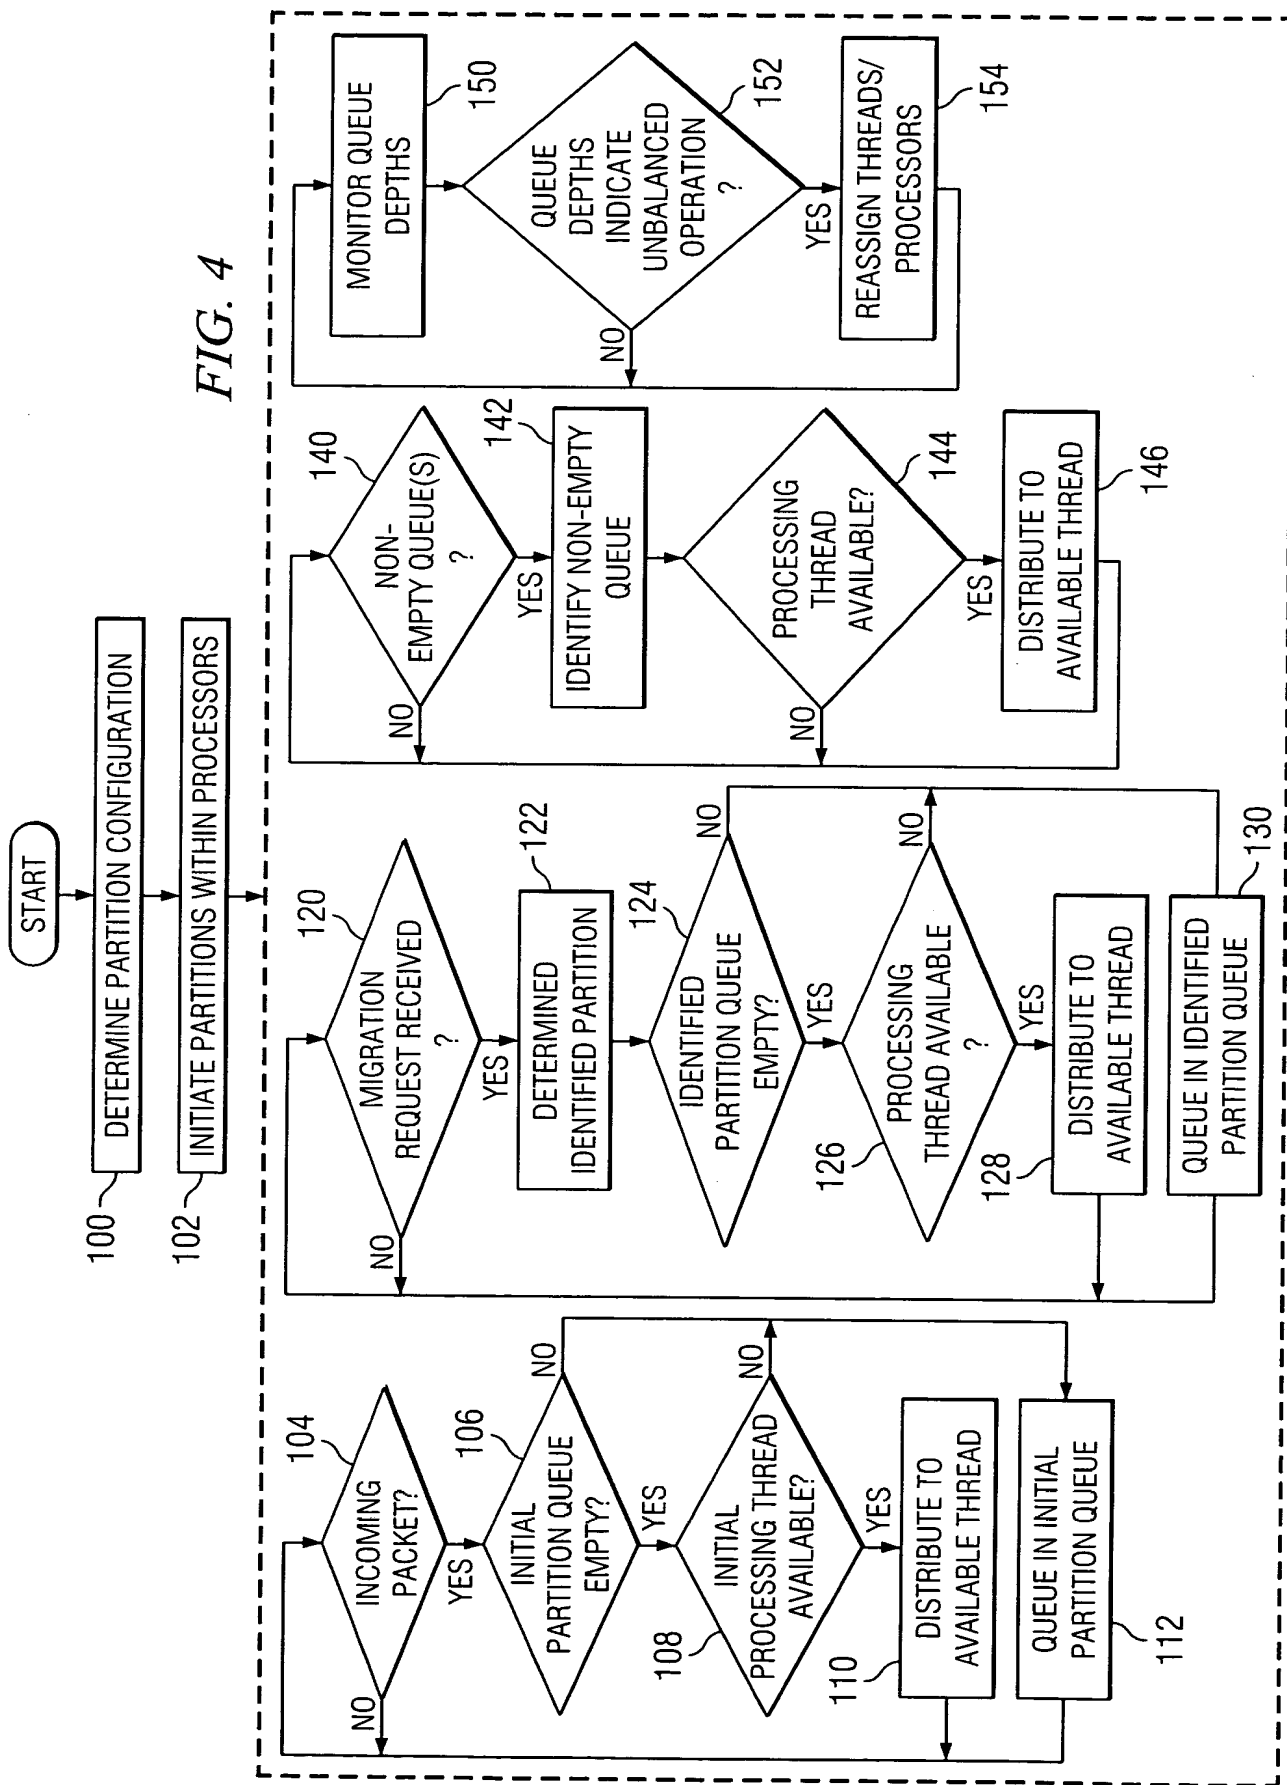 FIG. 4
START
DETERMINE PARTITION CONFIGURATION
100
INITIATE PARTITIONS WITHIN PROCESSORS
102
INCOMING
PACKET?
104
NO
YES
INITIAL
PARTITION QUEUE
EMPTY?
106
NO
YES
INITIAL
PROCESSING THREAD
AVAILABLE?
108
NO
YES
DISTRIBUTE TO
AVAILABLE THREAD
110
QUEUE IN INITIAL
PARTITION QUEUE
112
MIGRATION
REQUEST RECEIVED
?
120
NO
YES
DETERMINED
IDENTIFIED PARTITION
122
IDENTIFIED
PARTITION QUEUE
EMPTY?
124
NO
YES
PROCESSING
THREAD AVAILABLE
?
126
NO
YES
DISTRIBUTE TO
AVAILABLE THREAD
128
QUEUE IN IDENTIFIED
PARTITION QUEUE
130
NON-
EMPTY QUEUE(S)
?
140
NO
YES
IDENTIFY NON-EMPTY
QUEUE
142
PROCESSING
THREAD
AVAILABLE?
144
NO
YES
DISTRIBUTE TO
AVAILABLE THREAD
146
MONITOR QUEUE
DEPTHS
150
QUEUE
DEPTHS
INDICATE
UNBALANCED
OPERATION
?
152
NO
YES
REASSIGN THREADS/
PROCESSORS
154